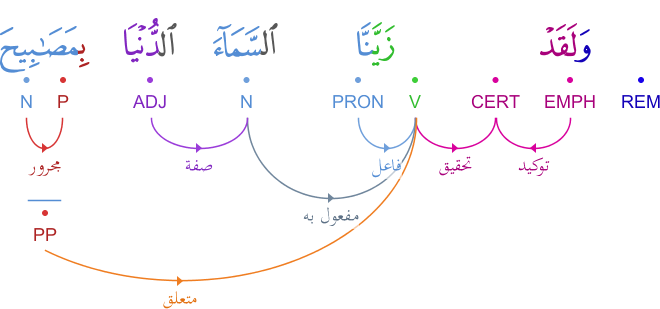 وَلَقَدْ زَيَّنَّا ٱلسَّمَآءَ ٱلدُّنْيَا بِمَصَـٰبِيحَ
REM EMPH CERT V PRON N ADJ P N
توكيد تحقيق فاعل صفة مجرور
مفعول به
PP
متعلق